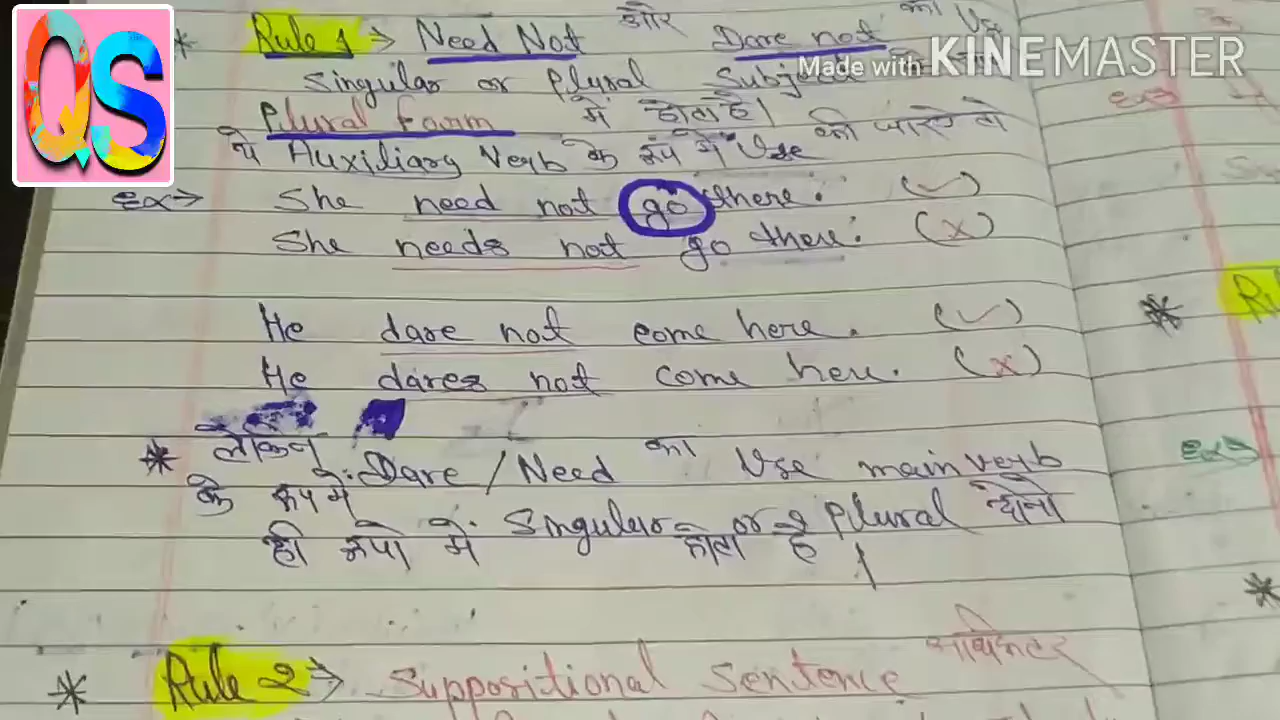 QS
Made with KINEMASTER
* Rule 1 → Need Not और Dare not का Use
Singular or Plural Subject
Plural Form में होता है।
ये Auxiliary Verb के रूप में Use की जाए तो
Ex→ She need not go there. (✓)
She needs not go there. (×)
He dare not come here. (✓)
He dares not come here. (×)
* लेकिन Dare/Need का Use main verb
के रूप में
Singular or Plural दोनो
ही रूपो में होता है।
* Rule 2 → Suppositional Sentence
Ex→
*
Ex→
*